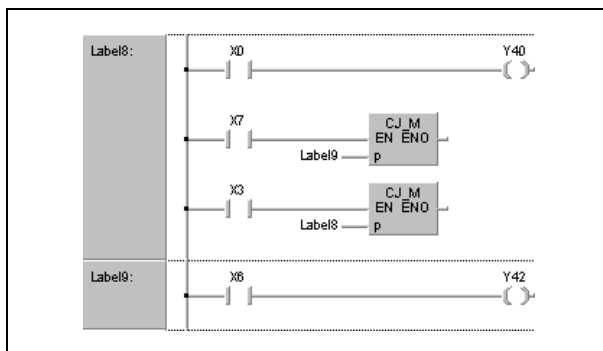 Label8: X0 Y40
X7 CJ_M
EN ENO
Label9 p
X3 CJ_M
EN ENO
Label8 p
Label9: X6 Y42